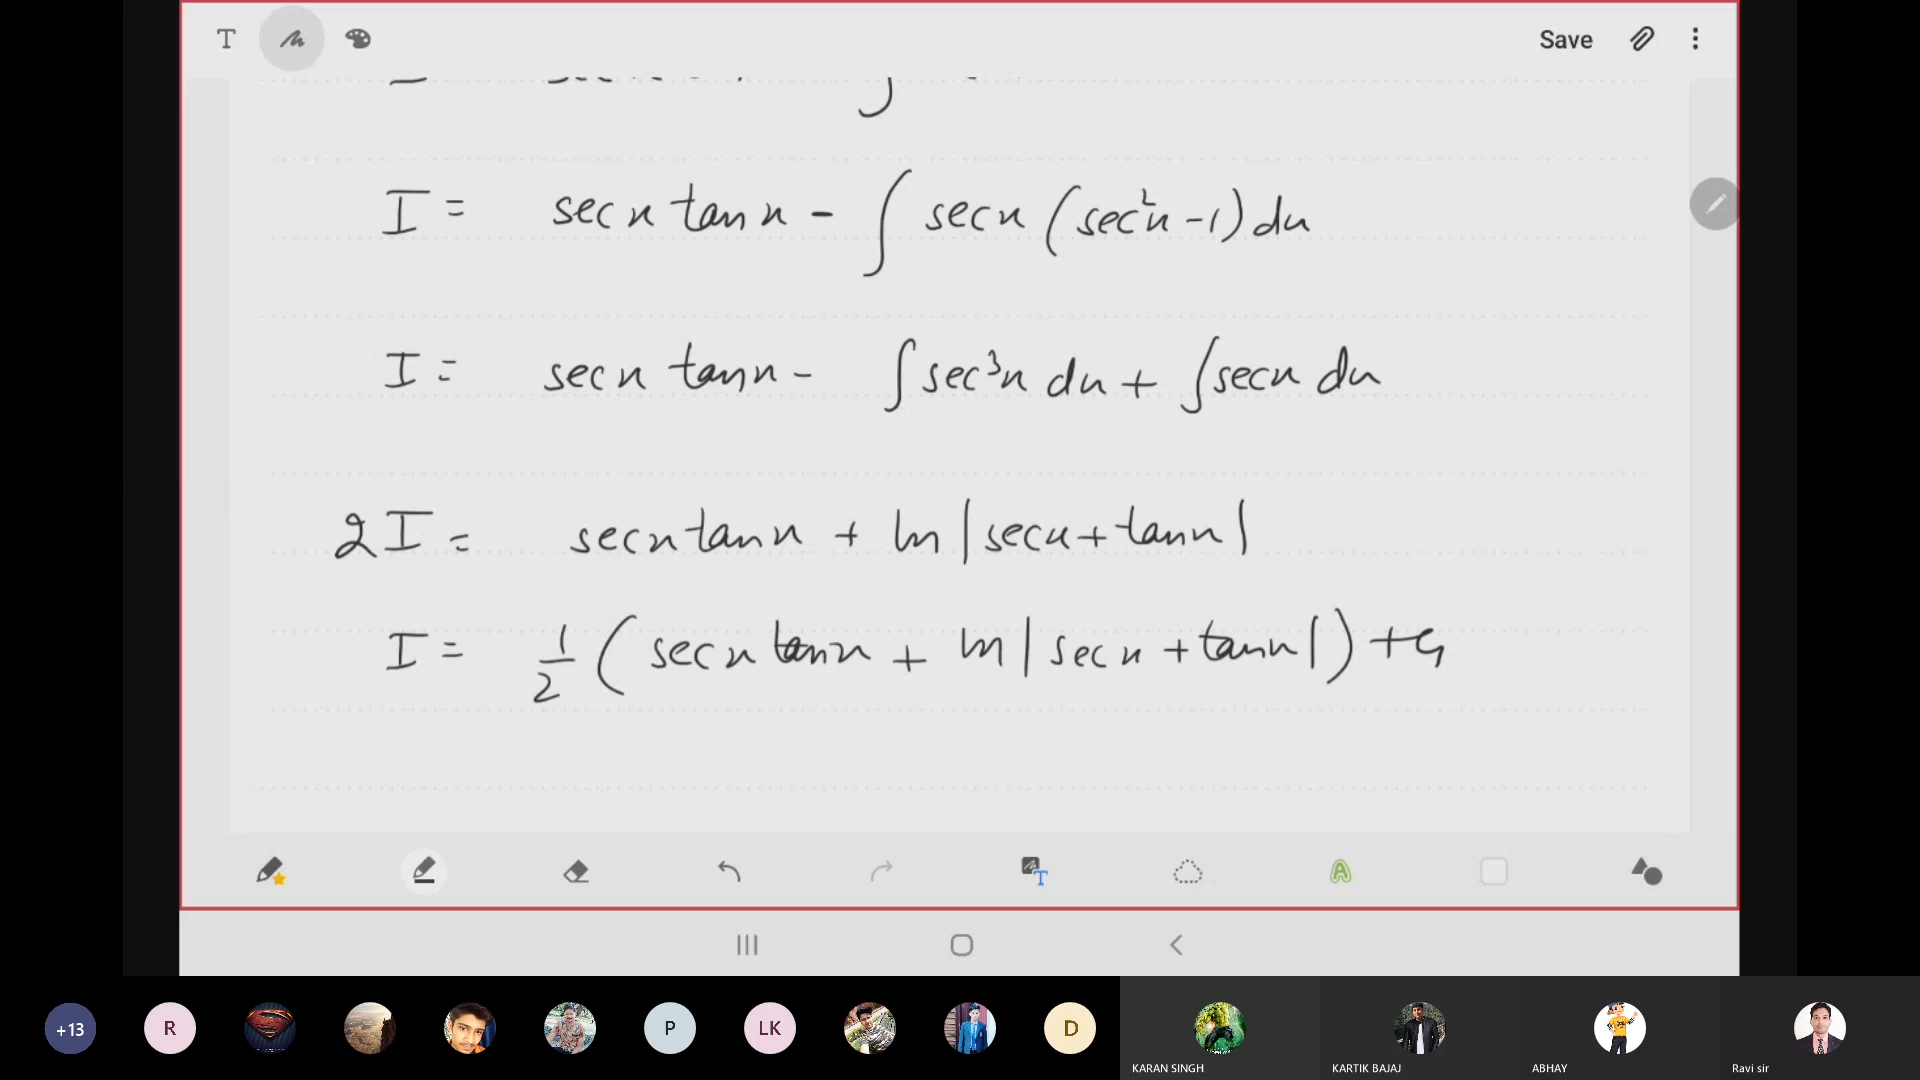 T Save
I = sec x tan x - ∫ sec x (sec²x - 1) dx
I = sec x tan x - ∫ sec³x dx + ∫ sec x dx
2I = sec x tan x + ln |sec x + tan x|
I = 1/2 (sec x tan x + ln | sec x + tan x |) + C₁
T A
+13 R P LK D
KARAN SINGH KARTIK BAJAJ ABHAY Ravi sir